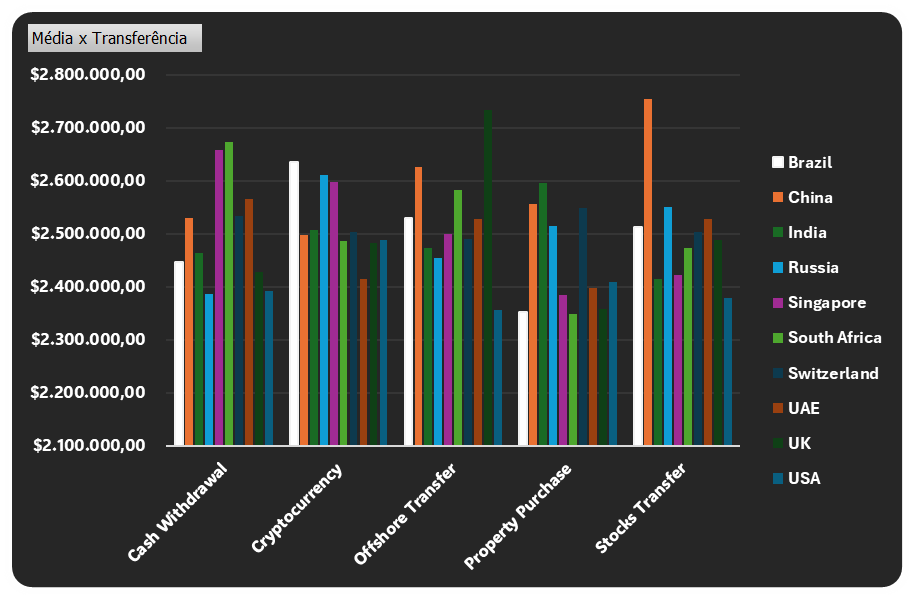 Média x Transferência
$2.800.000,00
$2.700.000,00
$2.600.000,00
$2.500.000,00
$2.400.000,00
$2.300.000,00
$2.200.000,00
$2.100.000,00
Cash Withdrawal
Cryptocurrency
Offshore Transfer
Property Purchase
Stocks Transfer
Brazil
China
India
Russia
Singapore
South Africa
Switzerland
UAE
UK
USA